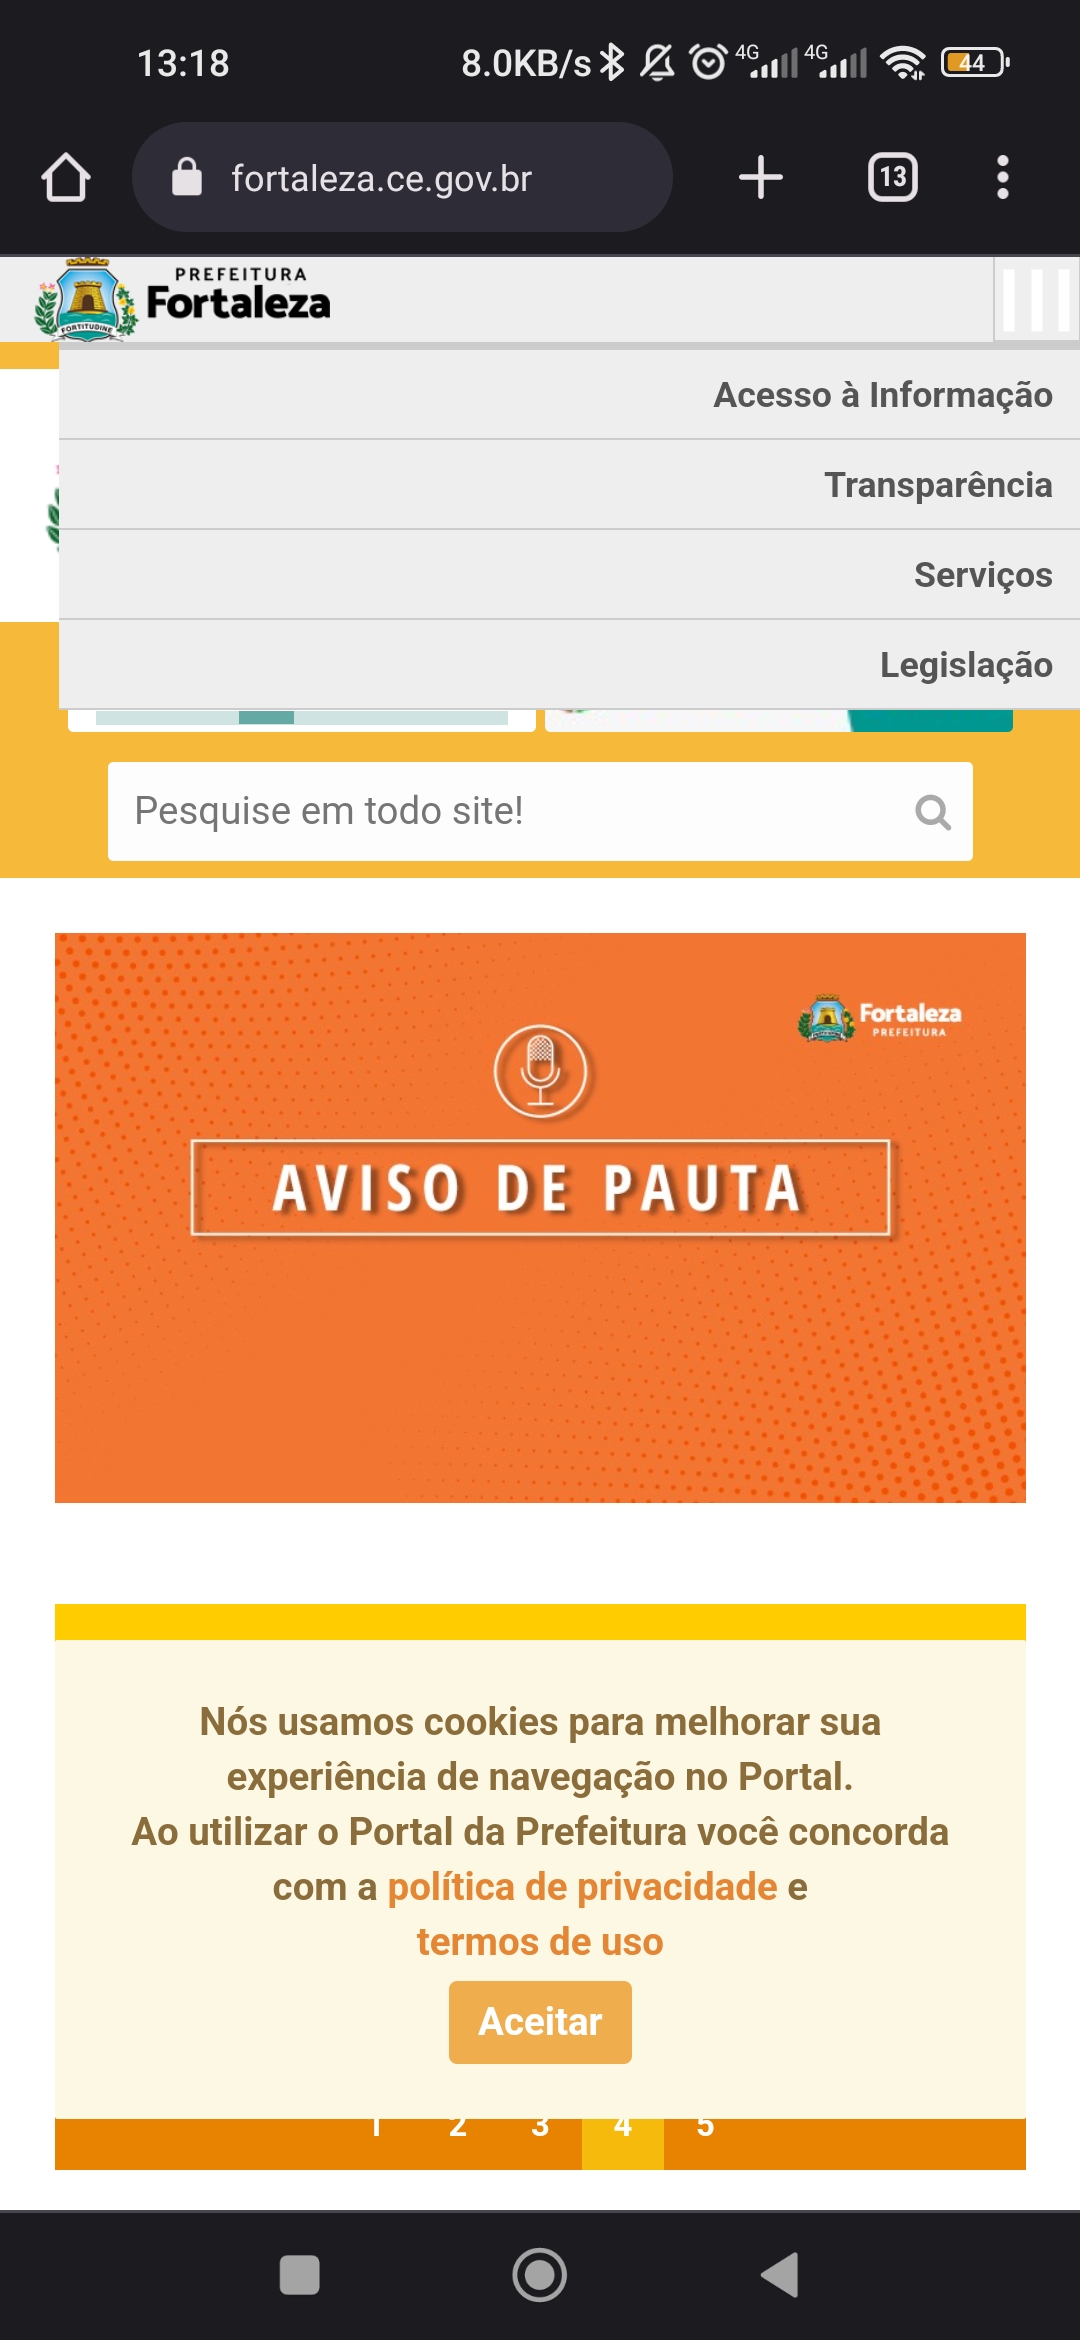 13:18
8.0KB/s 4G 4G 44
fortaleza.ce.gov.br
13
PREFEITURA
Fortaleza
FORTITUDINE
Acesso à Informação
Transparência
Serviços
Legislação
Pesquise em todo site!
Fortaleza
PREFEITURA
AVISO DE PAUTA
Nós usamos cookies para melhorar sua
experiência de navegação no Portal.
Ao utilizar o Portal da Prefeitura você concorda
com a política de privacidade e
termos de uso
Aceitar
1 2 3 4 5